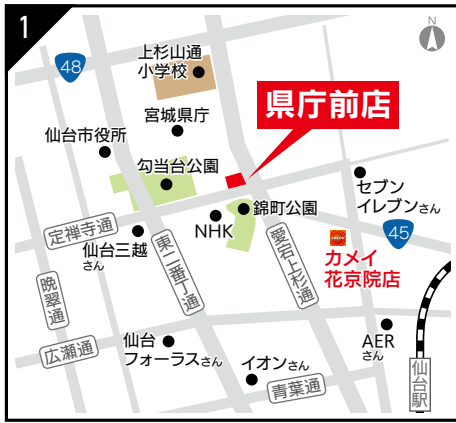 1
N
48
上杉山通
小学校
県庁前店
宮城県庁
仙台市役所
勾当台公園
セブン
イレブンさん
錦町公園
NHK
定禅寺通
45
仙台三越
さん
東二番丁通
愛宕上杉通
カメイ
花京院店
晩翠通
広瀬通
仙台
フォーラスさん
AER
さん
イオンさん
青葉通
仙台駅